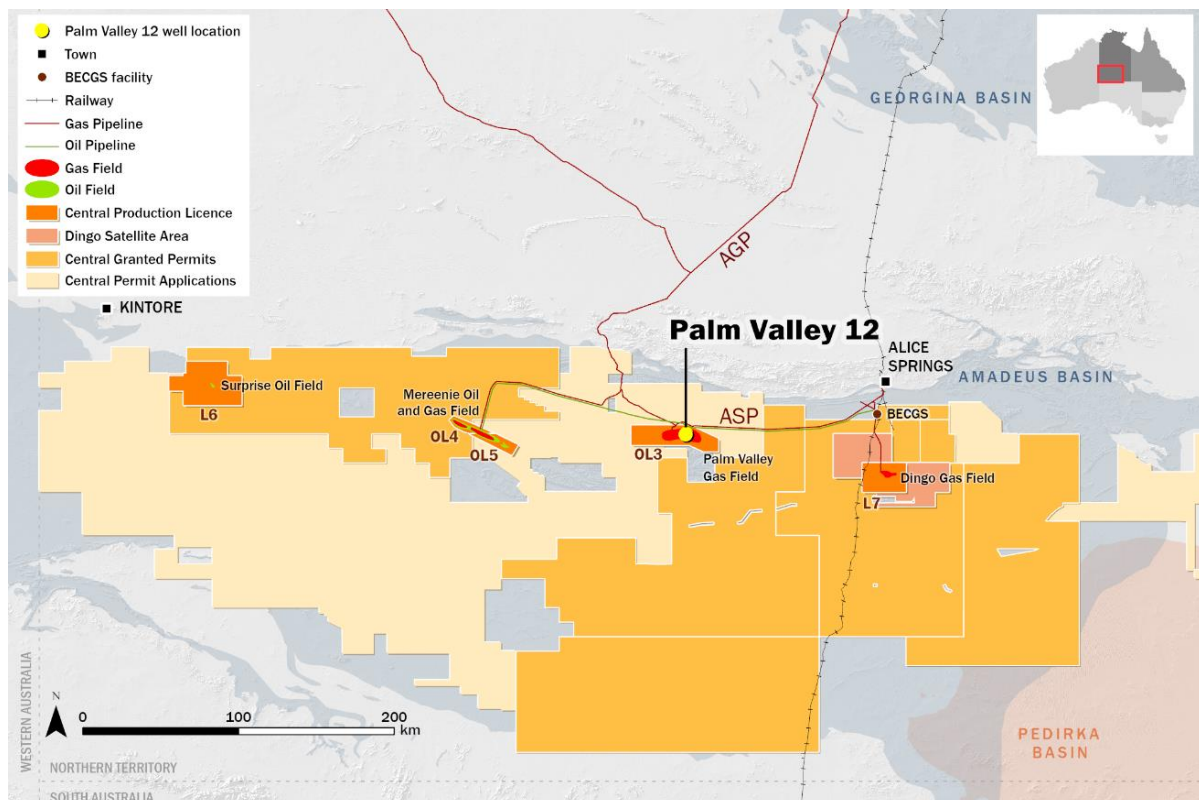 Palm Valley 12 well location
Town
BECGS facility
Railway
Gas Pipeline
Oil Pipeline
Gas Field
Oil Field
Central Production Licence
Dingo Satellite Area
Central Granted Permits
Central Permit Applications
GEORGINA BASIN
AGP
KINTORE
Palm Valley 12
ALICE
SPRINGS
AMADEUS BASIN
Surprise Oil Field
L6
Mereenie Oil
and Gas Field
OL4
OL5
ASP
BECGS
OL3
Palm Valley
Gas Field
Dingo Gas Field
L7
WESTERN AUSTRALIA
N
0 100 200
km
PEDIRKA
BASIN
NORTHERN TERRITORY
SOUTH AUSTRALIA